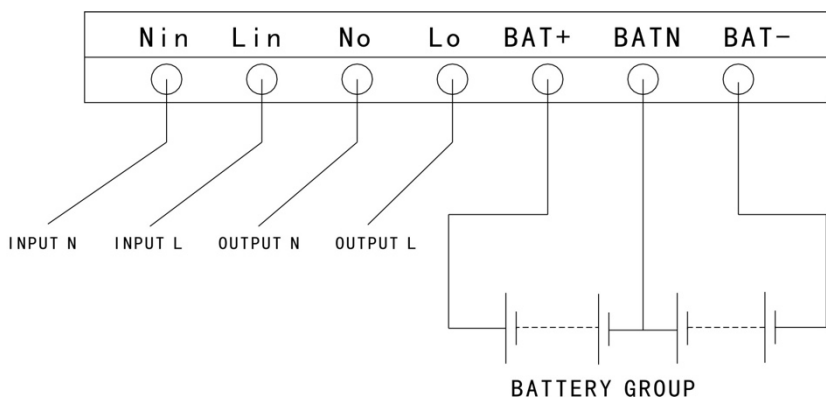 Nin Lin No Lo BAT+ BATN BAT-
INPUT N INPUT L OUTPUT N OUTPUT L
BATTERY GROUP